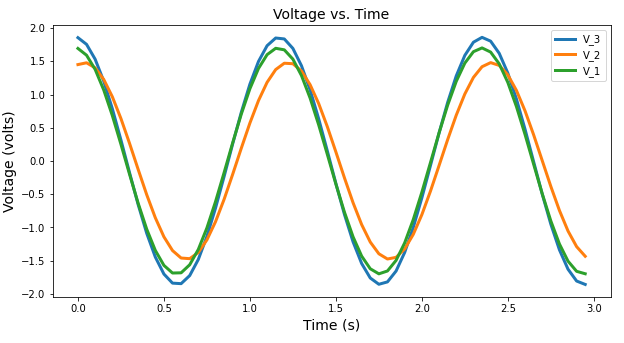 Voltage vs. Time
V_3
V_2
V_1
Voltage (volts)
2.0
1.5
1.0
0.5
0.0
−0.5
−1.0
−1.5
−2.0
0.0 0.5 1.0 1.5 2.0 2.5 3.0
Time (s)